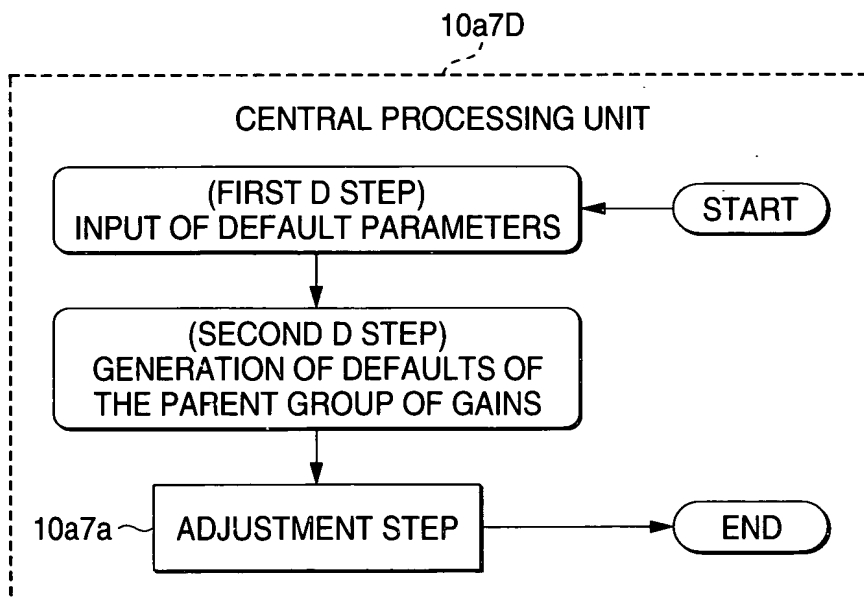 10a7D
CENTRAL PROCESSING UNIT
(FIRST D STEP)
INPUT OF DEFAULT PARAMETERS
START
(SECOND D STEP)
GENERATION OF DEFAULTS OF
THE PARENT GROUP OF GAINS
10a7a
ADJUSTMENT STEP
END